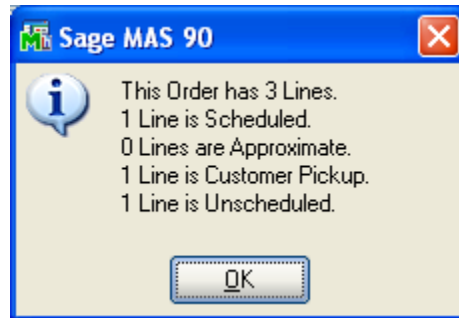 Sage MAS 90
This Order has 3 Lines.
1 Line is Scheduled.
0 Lines are Approximate.
1 Line is Customer Pickup.
1 Line is Unscheduled.
OK